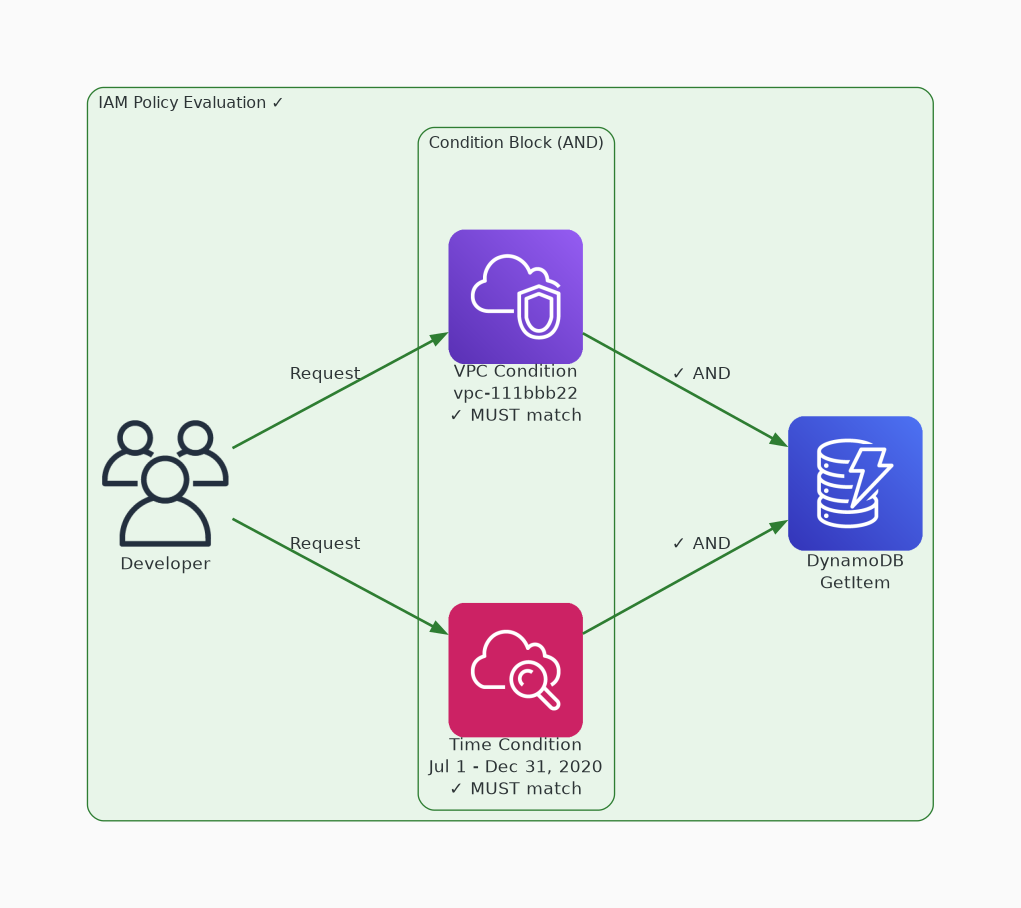 IAM Policy Evaluation ✓
Condition Block (AND)
Request
VPC Condition
vpc-111bbb22
✓ MUST match
✓ AND
Developer
Request
✓ AND
DynamoDB
GetItem
Time Condition
Jul 1 - Dec 31, 2020
✓ MUST match